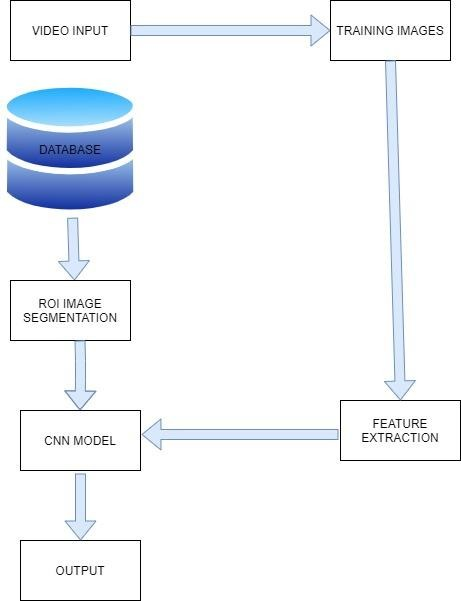 VIDEO INPUT
TRAINING IMAGES
DATABASE
ROI IMAGE
SEGMENTATION
CNN MODEL
FEATURE
EXTRACTION
OUTPUT